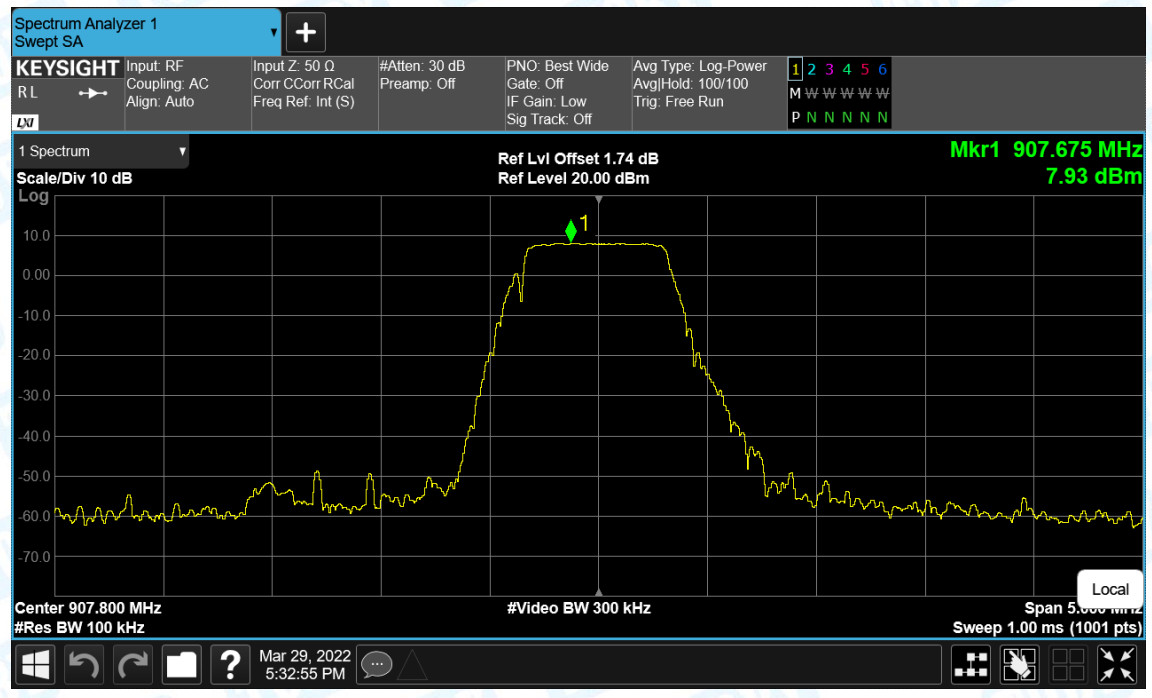 Spectrum Analyzer 1
Swept SA
+
KEYSIGHT
R L
LXI
Input: RF
Coupling: AC
Align: Auto
Input Z: 50 Ω
Corr CCorr RCal
Freq Ref: Int (S)
#Atten: 30 dB
Preamp: Off
PNO: Best Wide
Gate: Off
IF Gain: Low
Sig Track: Off
Avg Type: Log-Power
Avg|Hold: 100/100
Trig: Free Run
1 2 3 4 5 6
M W W W W W
P N N N N N
1 Spectrum
Scale/Div 10 dB
Ref Lvl Offset 1.74 dB
Ref Level 20.00 dBm
Mkr1 907.675 MHz
7.93 dBm
Log
1
10.0
0.00
-10.0
-20.0
-30.0
-40.0
-50.0
-60.0
-70.0
Local
Center 907.800 MHz
#Video BW 300 kHz
Span
#Res BW 100 kHz
Sweep 1.00 ms (1001 pts)
?
Mar 29, 2022
5:32:55 PM